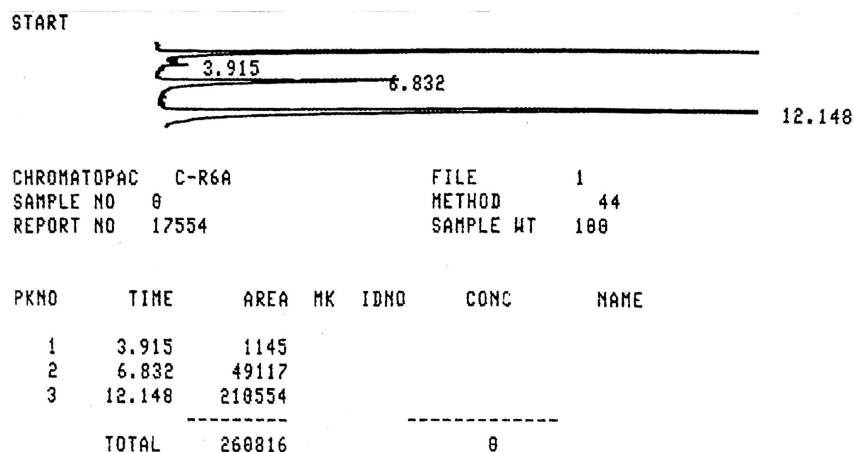 START
3.915
6.832
12.148
CHROMATOPAC C-R6A FILE 1
SAMPLE NO 0 METHOD 44
REPORT NO 17554 SAMPLE WT 100
PKNO TIME AREA MK IDNO CONC NAME
1 3.915 1145
2 6.832 49117
3 12.148 210554
---------- -------------
TOTAL 260816 0